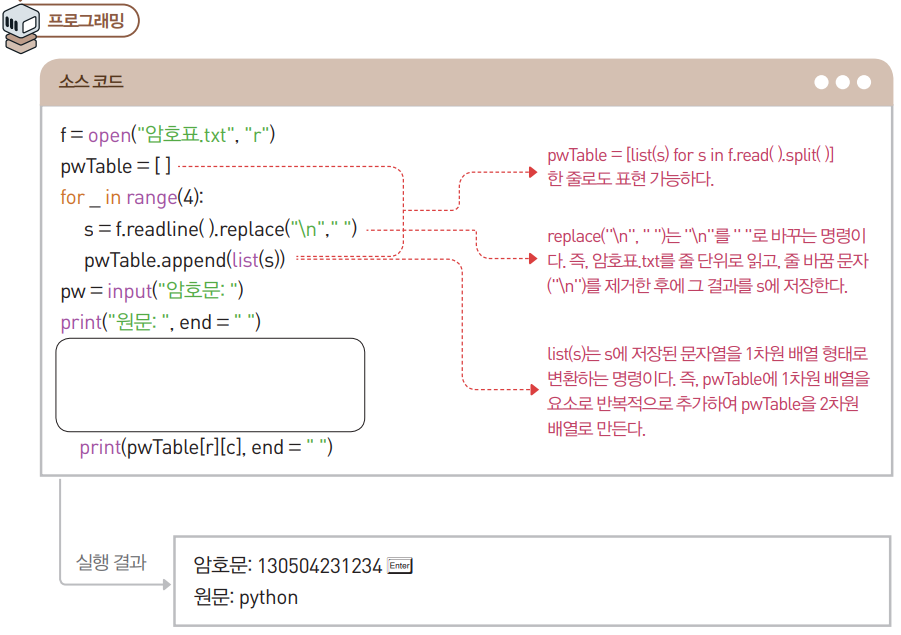 프로그래밍
소스 코드
f = open("암호표.txt", "r")
pwTable = [ ]
for _ in range(4):
s = f.readline( ).replace("\n"," ")
pwTable.append(list(s))
pw = input("암호문: ")
print("원문: ", end = " ")
print(pwTable[r][c], end = " ")
pwTable = [list(s) for s in f.read( ).split( )]
한 줄로도 표현 가능하다.
replace("\n", " ")는 "\n"를 " "로 바꾸는 명령이
다. 즉, 암호표.txt를 줄 단위로 읽고, 줄 바꿈 문자
("\n")를 제거한 후에 그 결과를 s에 저장한다.
list(s)는 s에 저장된 문자열을 1차원 배열 형태로
변환하는 명령이다. 즉, pwTable에 1차원 배열을
요소로 반복적으로 추가하여 pwTable을 2차원
배열로 만든다.
실행 결과
암호문: 130504231234 Enter
원문: python